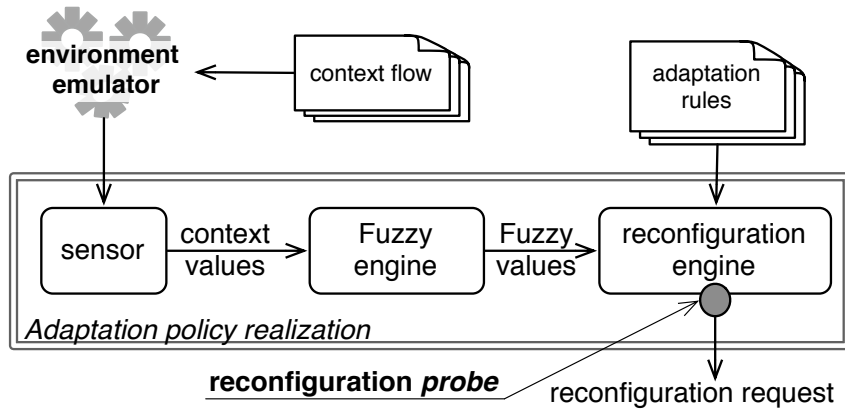 environment
emulator
context flow
adaptation
rules
sensor
context
values
Fuzzy
engine
Fuzzy
values
reconfiguration
engine
Adaptation policy realization
reconfiguration probe
reconfiguration request